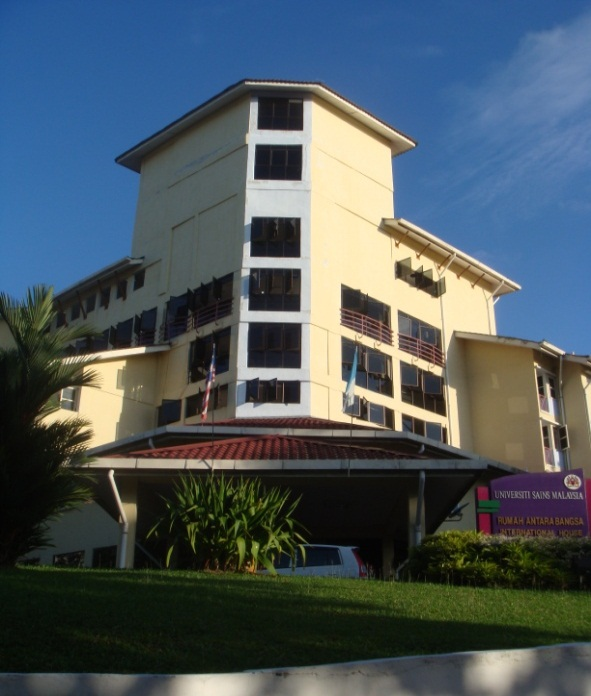 UNIVERSITI SAINS MALAYSIA
RUMAH ANTARABANGSA
INTERNATIONAL HOUSE